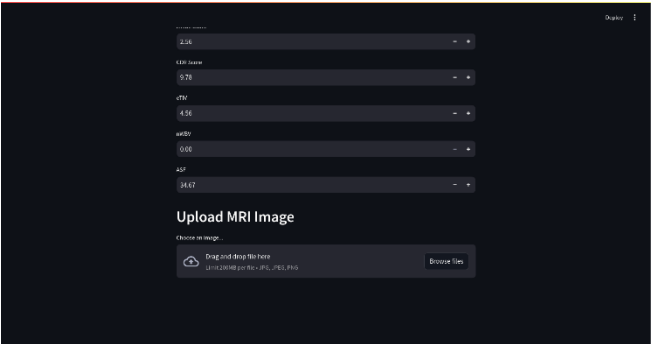 Deploy
2.56
CDR Score
9.78
eTIV
4.56
nWBV
0.00
ASF
34.67
Upload MRI Image
Choose an image...
Drag and drop file here
Limit 200MB per file • JPG, JPEG, PNG
Browse files